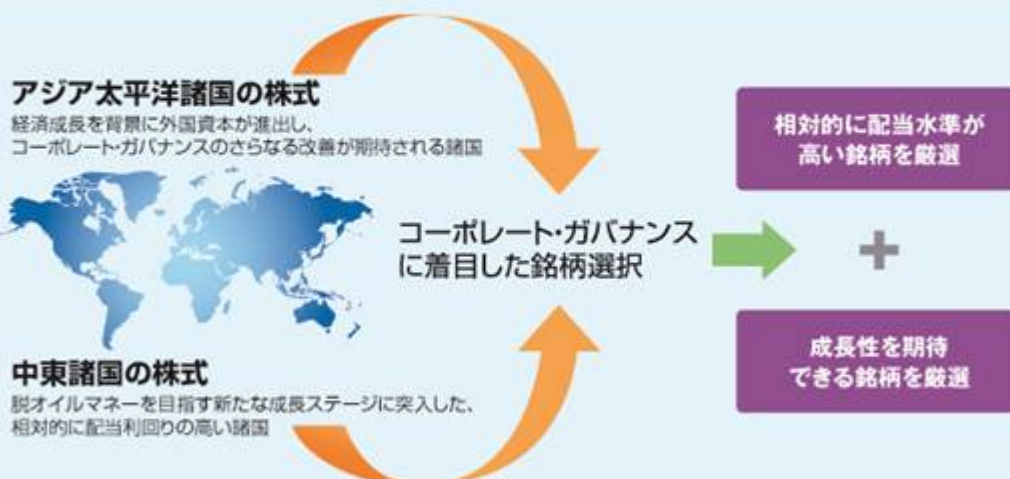 アジア太平洋諸国の株式
経済成長を背景に外国資本が進出し、
コーポレート・ガバナンスのさらなる改善が期待される諸国
コーポレート・ガバナンス
に着目した銘柄選択
中東諸国の株式
脱オイルマネーを目指す新たな成長ステージに突入した、
相対的に配当利回りの高い諸国
相対的に配当水準が
高い銘柄を厳選
+
成長性を期待
できる銘柄を厳選